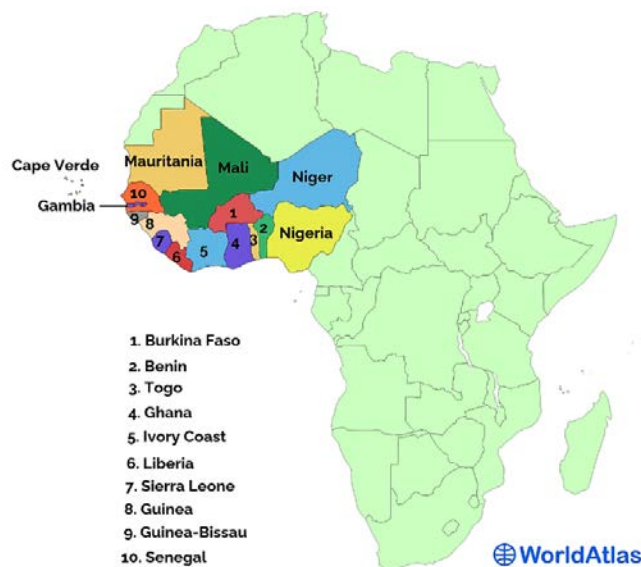 Mauritania
Mali
Niger
Cape Verde
10
Gambia
9
8
1
2
Nigeria
7
6
5
4
3
1. Burkina Faso
2. Benin
3. Togo
4. Ghana
5. Ivory Coast
6. Liberia
7. Sierra Leone
8. Guinea
9. Guinea-Bissau
10. Senegal
WorldAtlas